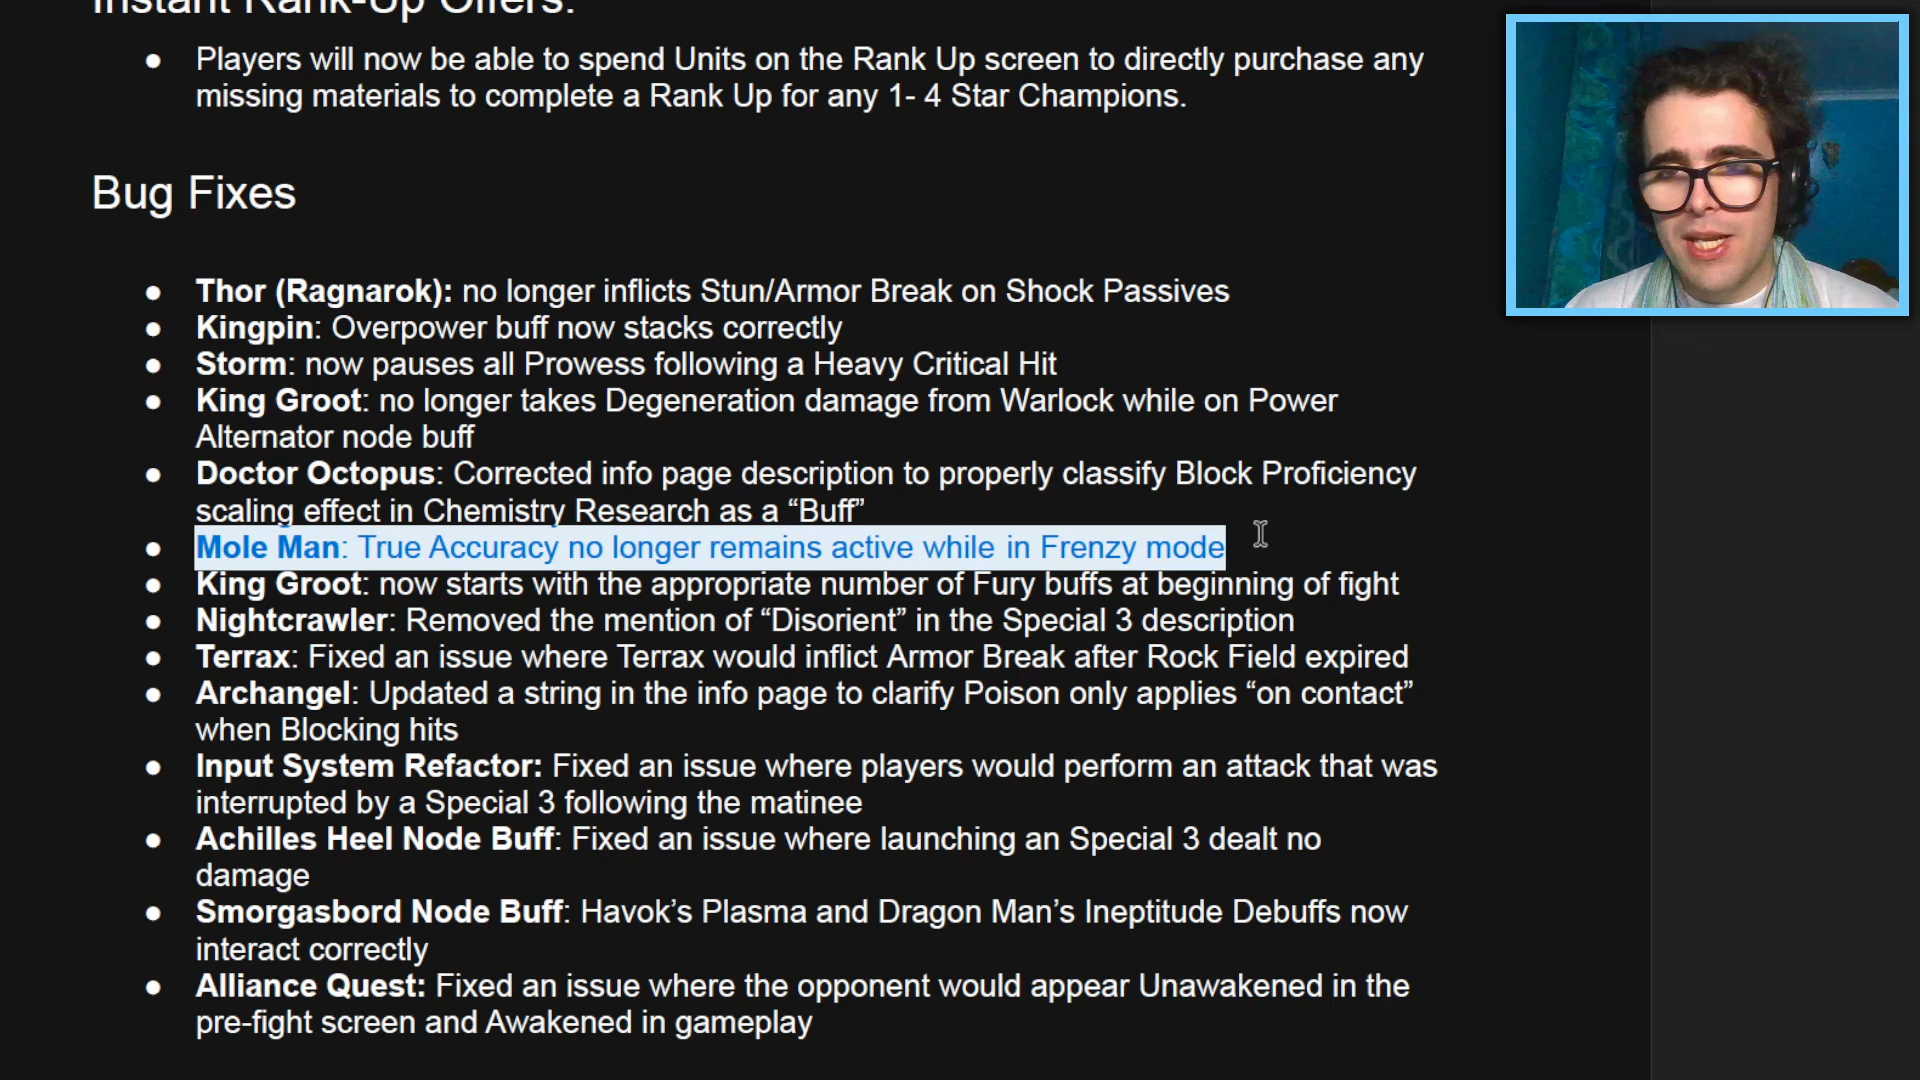 Instant Rank-Up Offers:
● Players will now be able to spend Units on the Rank Up screen to directly purchase any
missing materials to complete a Rank Up for any 1- 4 Star Champions.
Bug Fixes
● Thor (Ragnarok): no longer inflicts Stun/Armor Break on Shock Passives
● Kingpin: Overpower buff now stacks correctly
● Storm: now pauses all Prowess following a Heavy Critical Hit
● King Groot: no longer takes Degeneration damage from Warlock while on Power
Alternator node buff
● Doctor Octopus: Corrected info page description to properly classify Block Proficiency
scaling effect in Chemistry Research as a “Buff”
● Mole Man: True Accuracy no longer remains active while in Frenzy mode
● King Groot: now starts with the appropriate number of Fury buffs at beginning of fight
● Nightcrawler: Removed the mention of “Disorient” in the Special 3 description
● Terrax: Fixed an issue where Terrax would inflict Armor Break after Rock Field expired
● Archangel: Updated a string in the info page to clarify Poison only applies “on contact”
when Blocking hits
● Input System Refactor: Fixed an issue where players would perform an attack that was
interrupted by a Special 3 following the matinee
● Achilles Heel Node Buff: Fixed an issue where launching an Special 3 dealt no
damage
● Smorgasbord Node Buff: Havok’s Plasma and Dragon Man’s Ineptitude Debuffs now
interact correctly
● Alliance Quest: Fixed an issue where the opponent would appear Unawakened in the
pre-fight screen and Awakened in gameplay